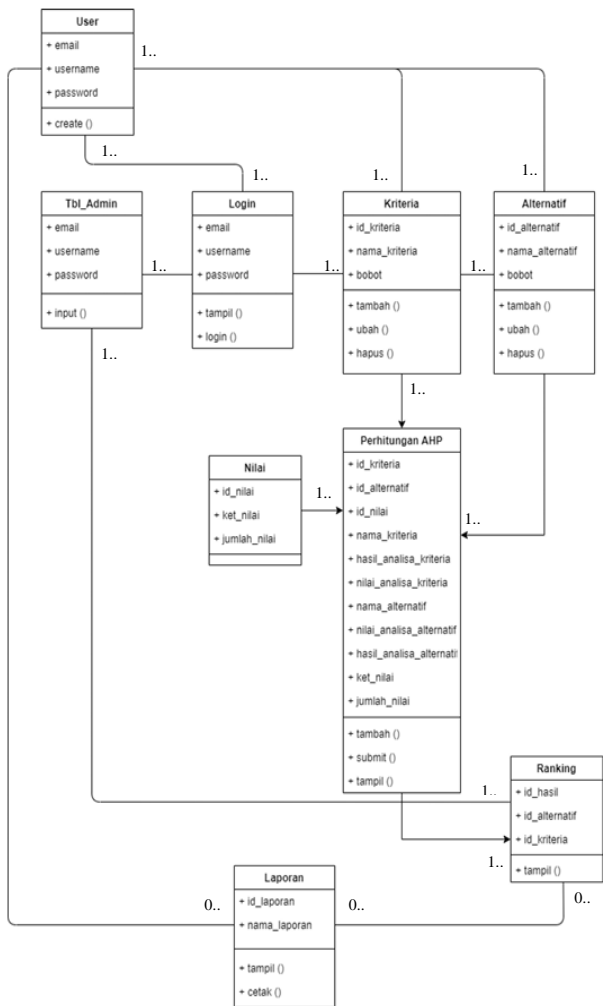 User
+ email
+ username
+ password
+ create ()
1..
1..
1..
1..
1..
Tbl_Admin
+ email
+ username
+ password
+ input ()
1..
1..
Login
+ email
+ username
+ password
+ tampil ()
+ login ()
1..
Kriteria
+ id_kriteria
+ nama_kriteria
+ bobot
+ tambah ()
+ ubah ()
+ hapus ()
1..
1..
Alternatif
+ id_alternatif
+ nama_alternatif
+ bobot
+ tambah ()
+ ubah ()
+ hapus ()
Nilai
+ id_nilai
+ ket_nilai
+ jumlah_nilai
1..
Perhitungan AHP
+ id_kriteria
+ id_alternatif
+ id_nilai
+ nama_kriteria
+ hasil_analisa_kriteria
+ nilai_analisa_kriteria
+ nama_alternatif
+ nilai_analisa_alternatif
+ hasil_analisa_alternatif
+ ket_nilai
+ jumlah_nilai
+ tambah ()
+ submit ()
+ tampil ()
1..
1..
Ranking
+ id_hasil
+ id_alternatif
+ id_kriteria
+ tampil ()
1..
0..
Laporan
+ id_laporan
+ nama_laporan
+ tampil ()
+ cetak ()
0..
0..